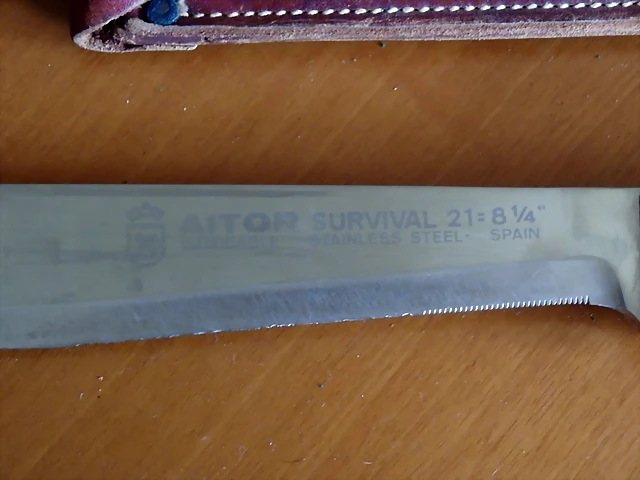 AITOR SURVIVAL 21=8 1/4"
STAINLESS STEEL- SPAIN